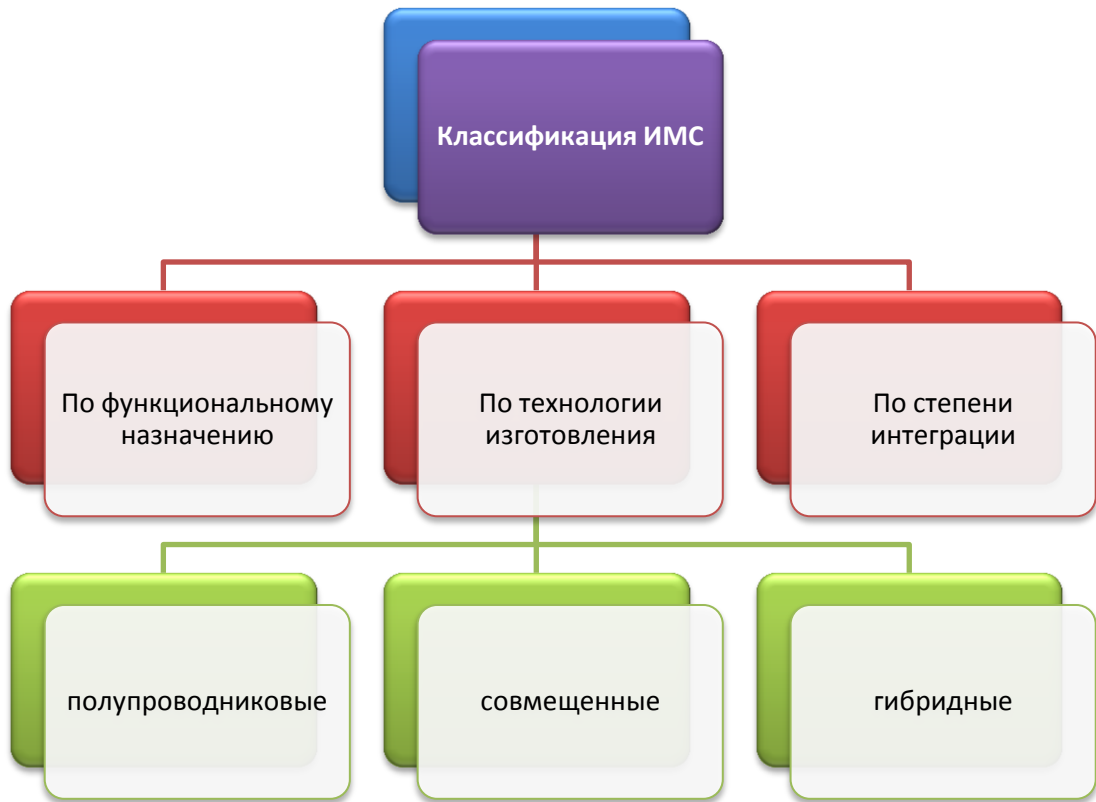 Классификация ИМС
По функциональному
назначению
По технологии
изготовления
По степени
интеграции
полупроводниковые
совмещенные
гибридные